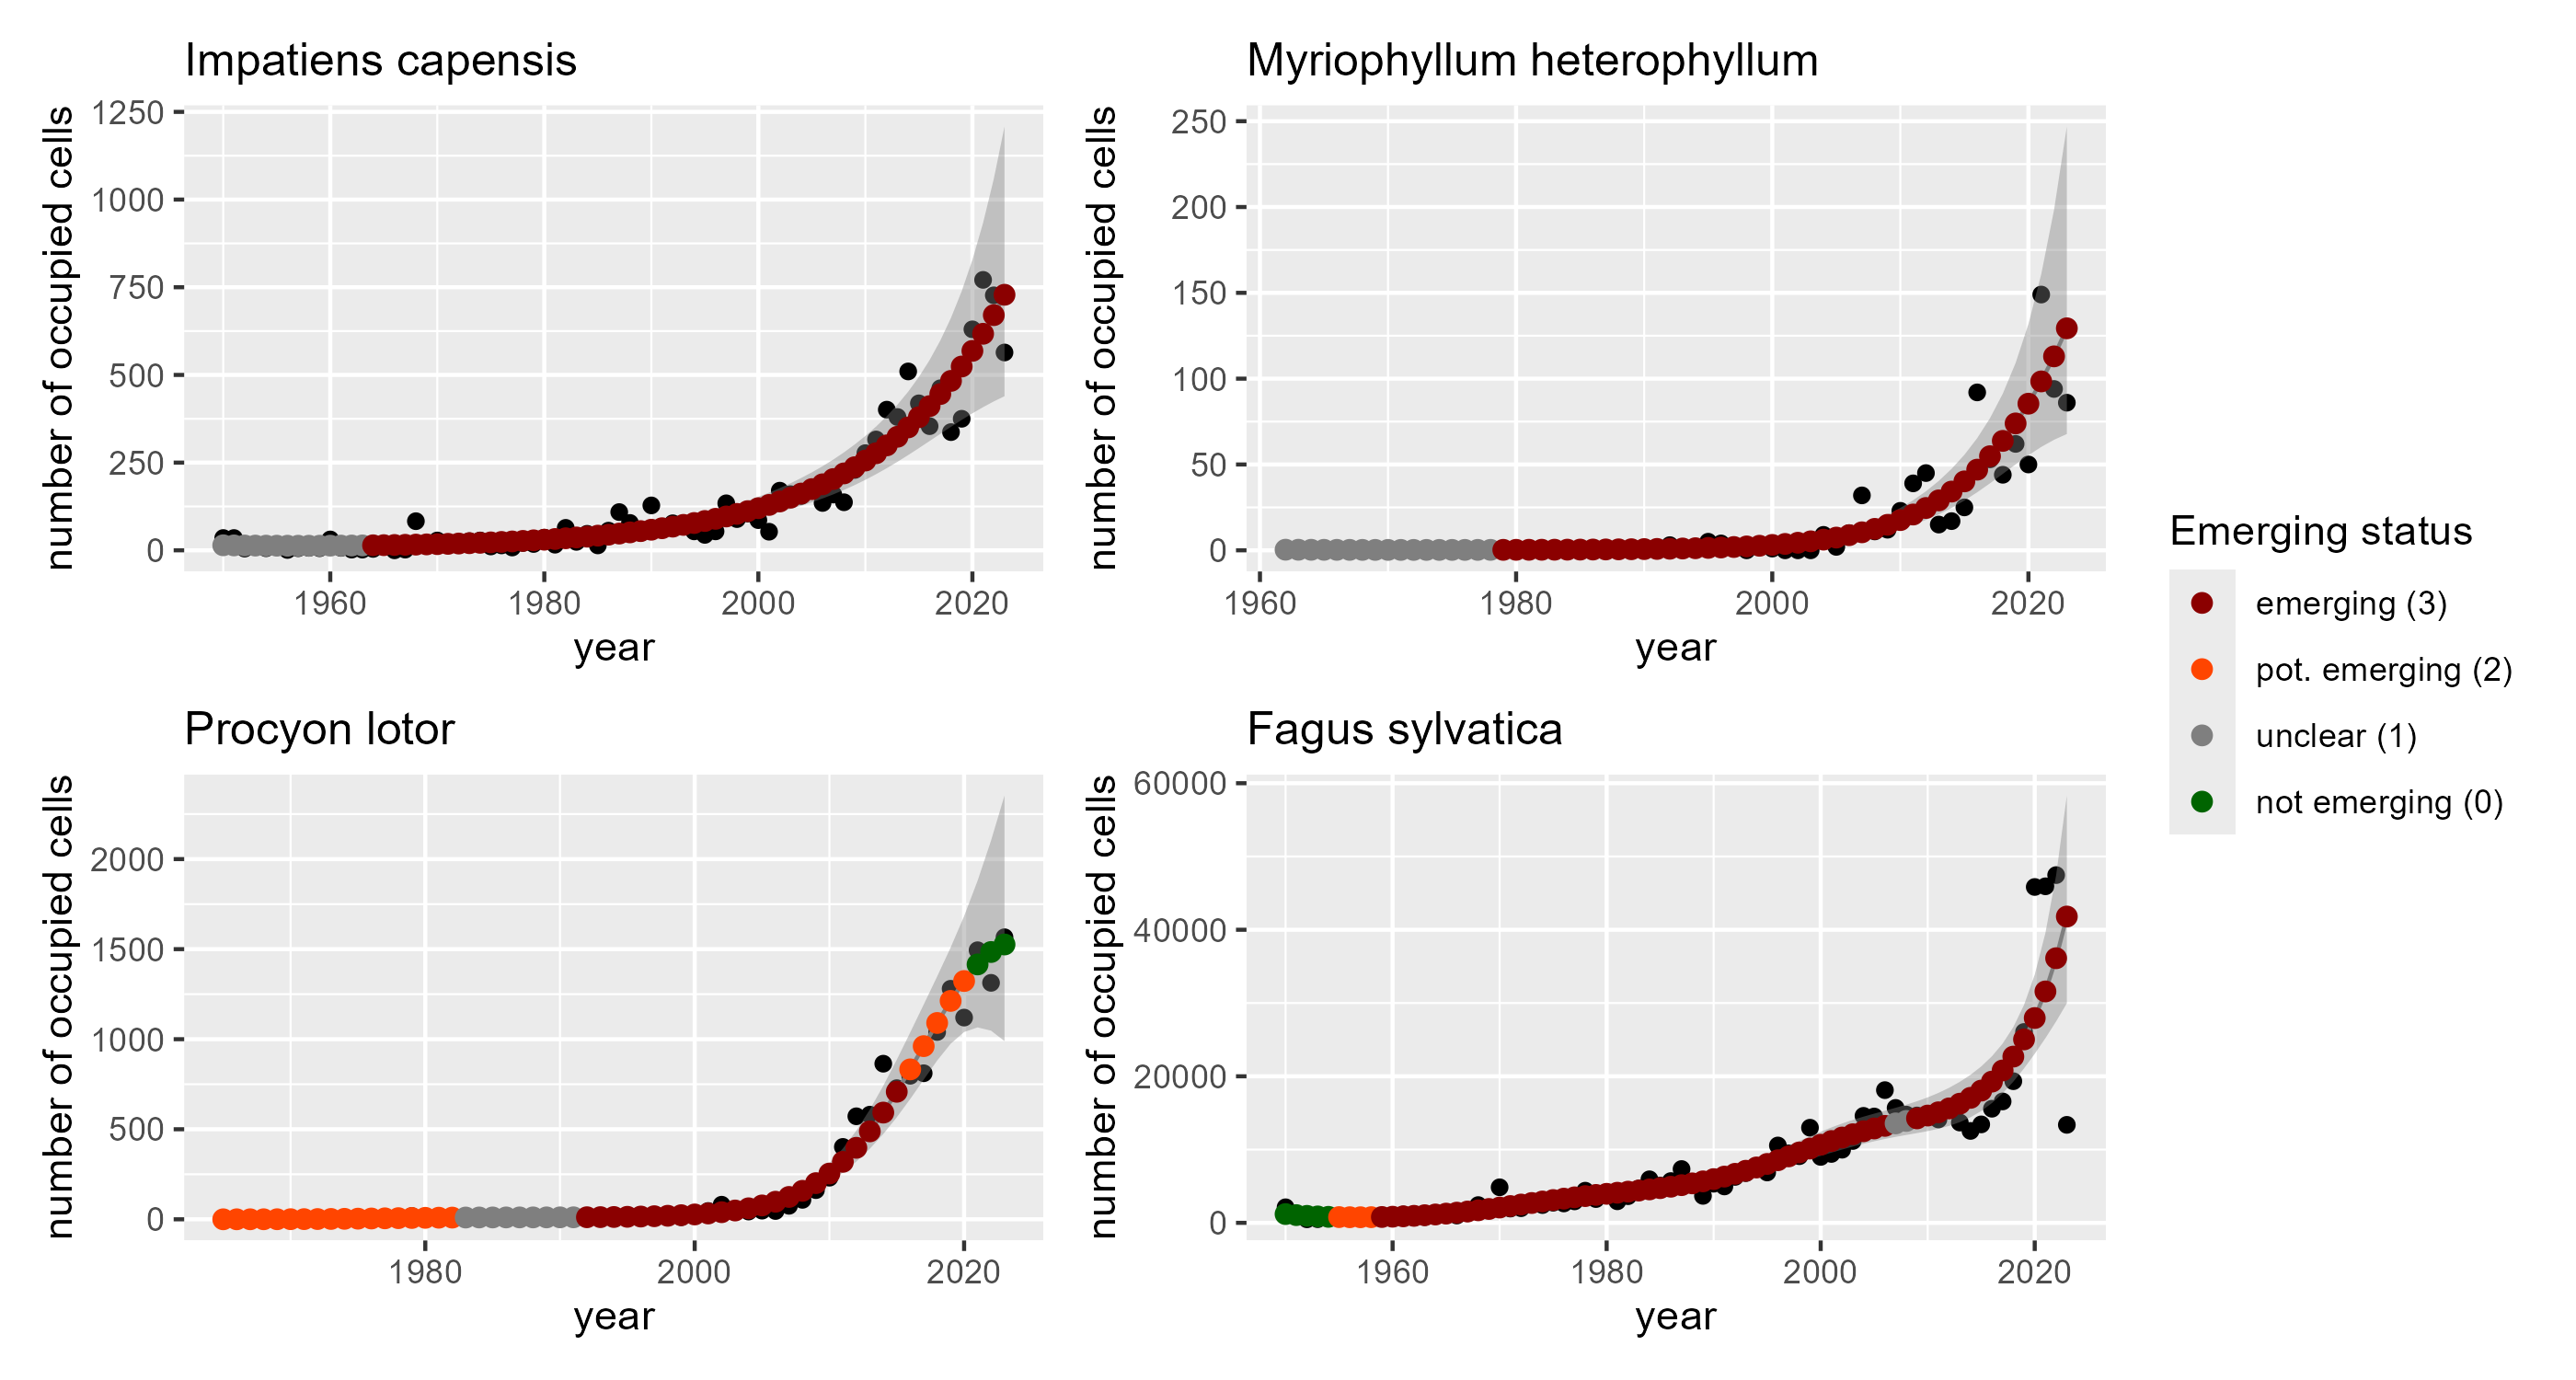 Impatiens capensis
number of occupied cells
1250
1000
750
500
250
0
1960 1980 2000 2020
year
Myriophyllum heterophyllum
number of occupied cells
250
200
150
100
50
0
1960 1980 2000 2020
year
Procyon lotor
number of occupied cells
2000
1500
1000
500
0
1980 2000 2020
year
Fagus sylvatica
number of occupied cells
60000
40000
20000
0
1960 1980 2000 2020
year
Emerging status
emerging (3)
pot. emerging (2)
unclear (1)
not emerging (0)